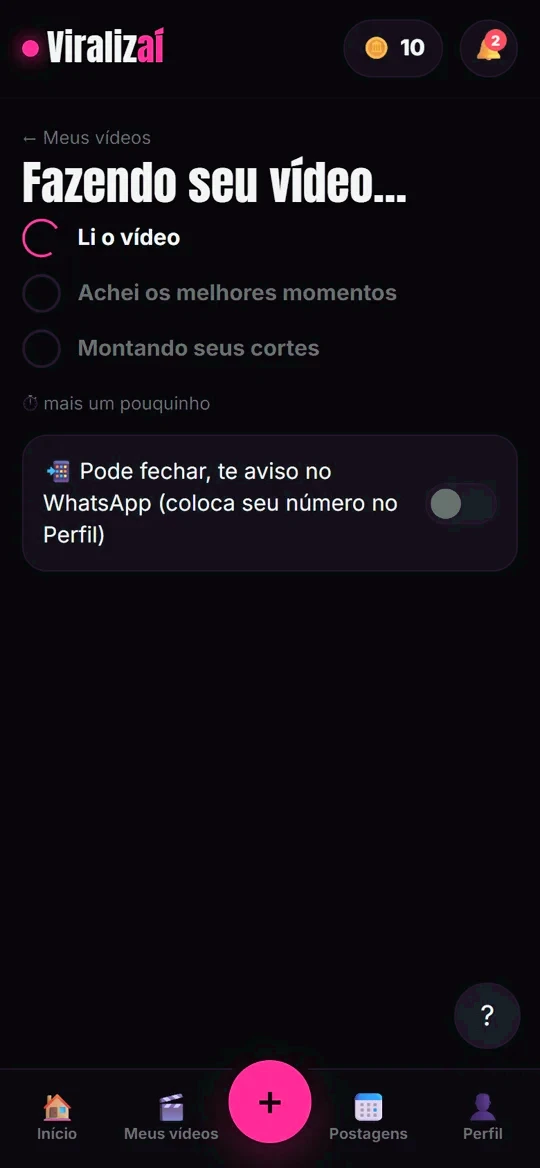 Viralizaí
10
2
← Meus vídeos
Fazendo seu vídeo...
Li o vídeo
Achei os melhores momentos
Montando seus cortes
⏱ mais um pouquinho
📲 Pode fechar, te aviso no
WhatsApp (coloca seu número no
Perfil)
?
+
Início
Meus vídeos
Postagens
Perfil